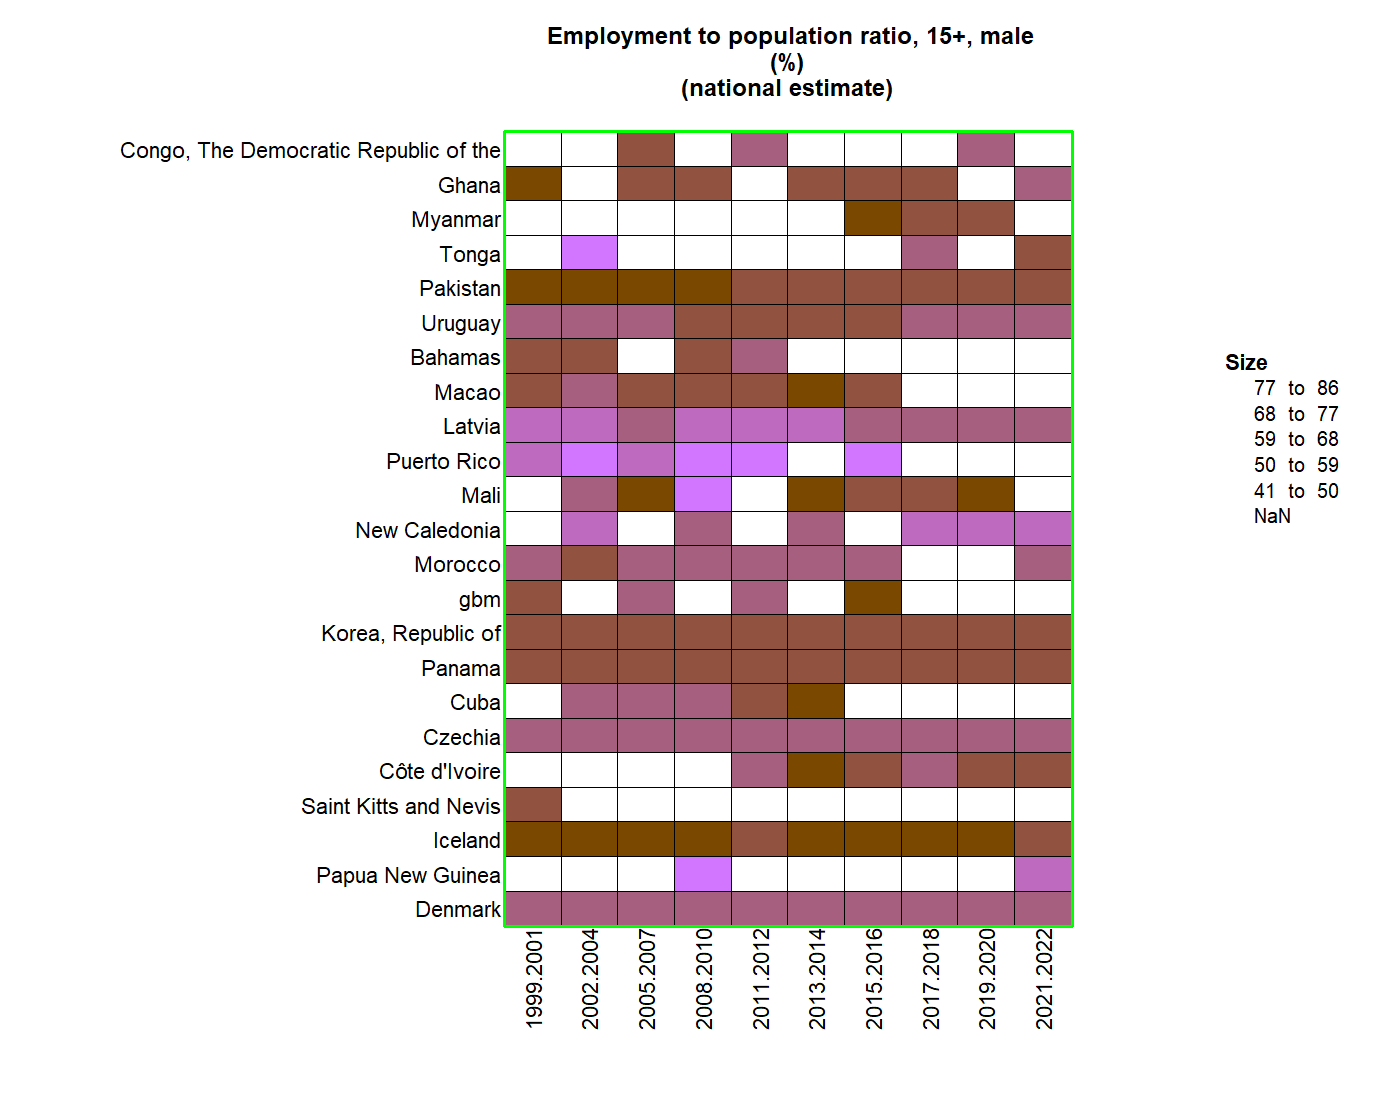 Employment to population ratio, 15+, male
(%)
(national estimate)
Congo, The Democratic Republic of the
Ghana
Myanmar
Tonga
Pakistan
Uruguay
Bahamas
Macao
Latvia
Puerto Rico
Mali
New Caledonia
Morocco
gbm
Korea, Republic of
Panama
Cuba
Czechia
Côte d'Ivoire
Saint Kitts and Nevis
Iceland
Papua New Guinea
Denmark
1999.2001
2002.2004
2005.2007
2008.2010
2011.2012
2013.2014
2015.2016
2017.2018
2019.2020
2021.2022
Size
77 to 86
68 to 77
59 to 68
50 to 59
41 to 50
NaN